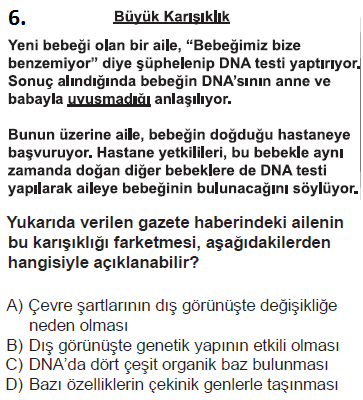 6. Büyük Karışıklık
Yeni bebeği olan bir aile, “Bebeğimiz bize
benzemiyor” diye şüphelenip DNA testi yaptırıyor.
Sonuç alındığında bebeğin DNA’sının anne ve
babayla uyuşmadığı anlaşılıyor.
Bunun üzerine aile, bebeğin doğduğu hastaneye
başvuruyor. Hastane yetkilileri, bu bebekle aynı
zamanda doğan diğer bebeklere de DNA testi
yapılarak aileye bebeğinin bulunacağını söylüyor.
Yukarıda verilen gazete haberindeki ailenin
bu karışıklığı farketmesi, aşağıdakilerden
hangisiyle açıklanabilir?
A) Çevre şartlarının dış görünüşte değişikliğe
neden olması
B) Dış görünüşte genetik yapının etkili olması
C) DNA’da dört çeşit organik baz bulunması
D) Bazı özelliklerin çekinik genlerle taşınması